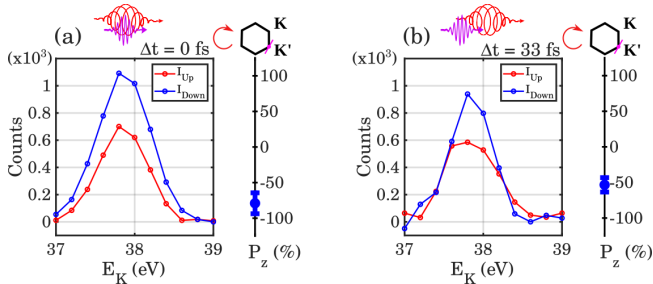 (a)
Δt = 0 fs
K
K'
(x10³)
1
0.8
0.6
0.4
0.2
0
Counts
I_Up
I_Down
37
38
39
E_K (eV)
100
50
0
-50
-100
P_z (%)
(b)
Δt = 33 fs
K
K'
(x10³)
1
0.8
0.6
0.4
0.2
0
Counts
I_Up
I_Down
37
38
39
E_K (eV)
100
50
0
-50
-100
P_z (%)